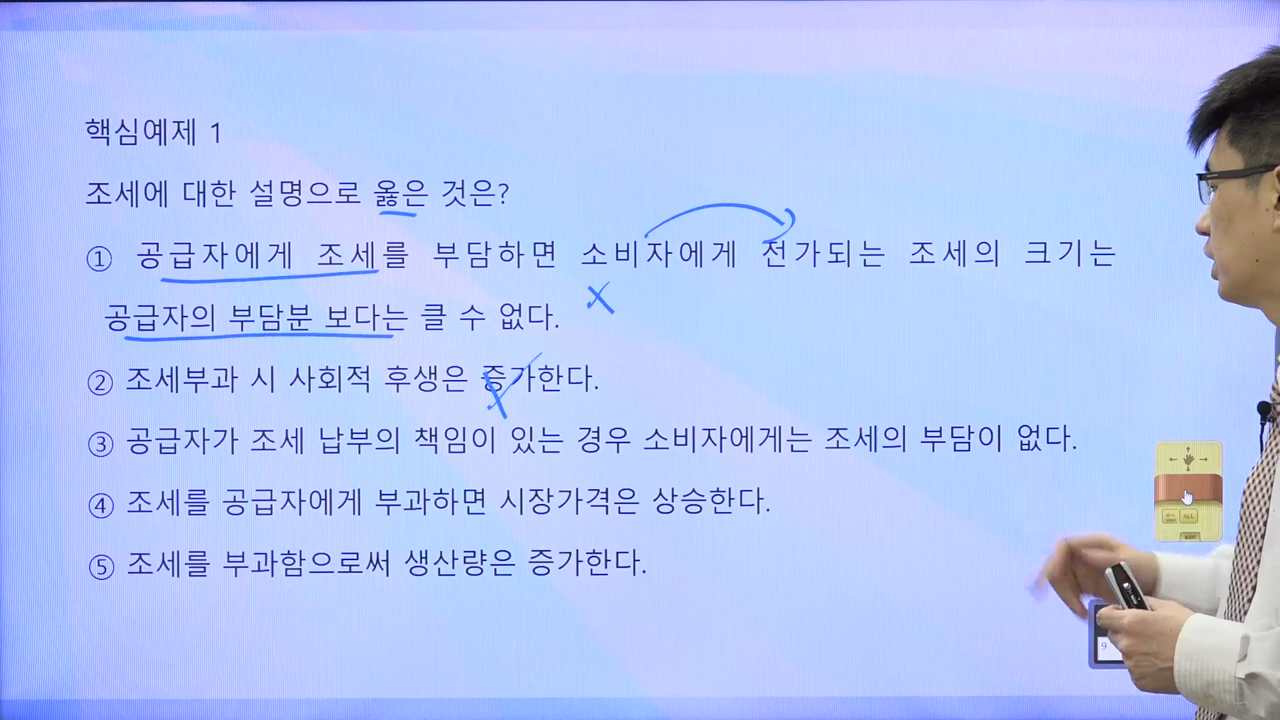 핵심예제 1
조세에 대한 설명으로 옳은 것은?
① 공급자에게 조세를 부담하면 소비자에게 전가되는 조세의 크기는
공급자의 부담분 보다는 클 수 없다.
② 조세부과 시 사회적 후생은 증가한다.
③ 공급자가 조세 납부의 책임이 있는 경우 소비자에게는 조세의 부담이 없다.
④ 조세를 공급자에게 부과하면 시장가격은 상승한다.
⑤ 조세를 부과함으로써 생산량은 증가한다.
ALL
9